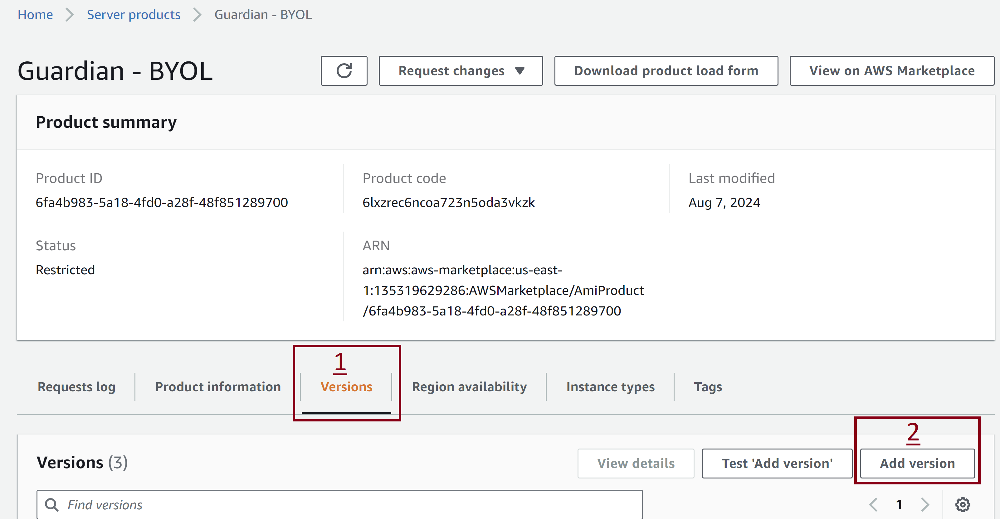 Home > Server products > Guardian - BYOL
Guardian - BYOL
Request changes ▼
Download product load form
View on AWS Marketplace
Product summary
Product ID
6fa4b983-5a18-4fd0-a28f-48f851289700
Product code
6lxzrec6ncoa723n5oda3vkzk
Last modified
Aug 7, 2024
Status
Restricted
ARN
arn:aws:aws-marketplace:us-east-
1:135319629286:AWSMarketplace/AmiProduct
/6fa4b983-5a18-4fd0-a28f-48f851289700
1
Requests log
Product information
Versions
Region availability
Instance types
Tags
2
Versions (3)
View details
Test 'Add version'
Add version
Find versions
1